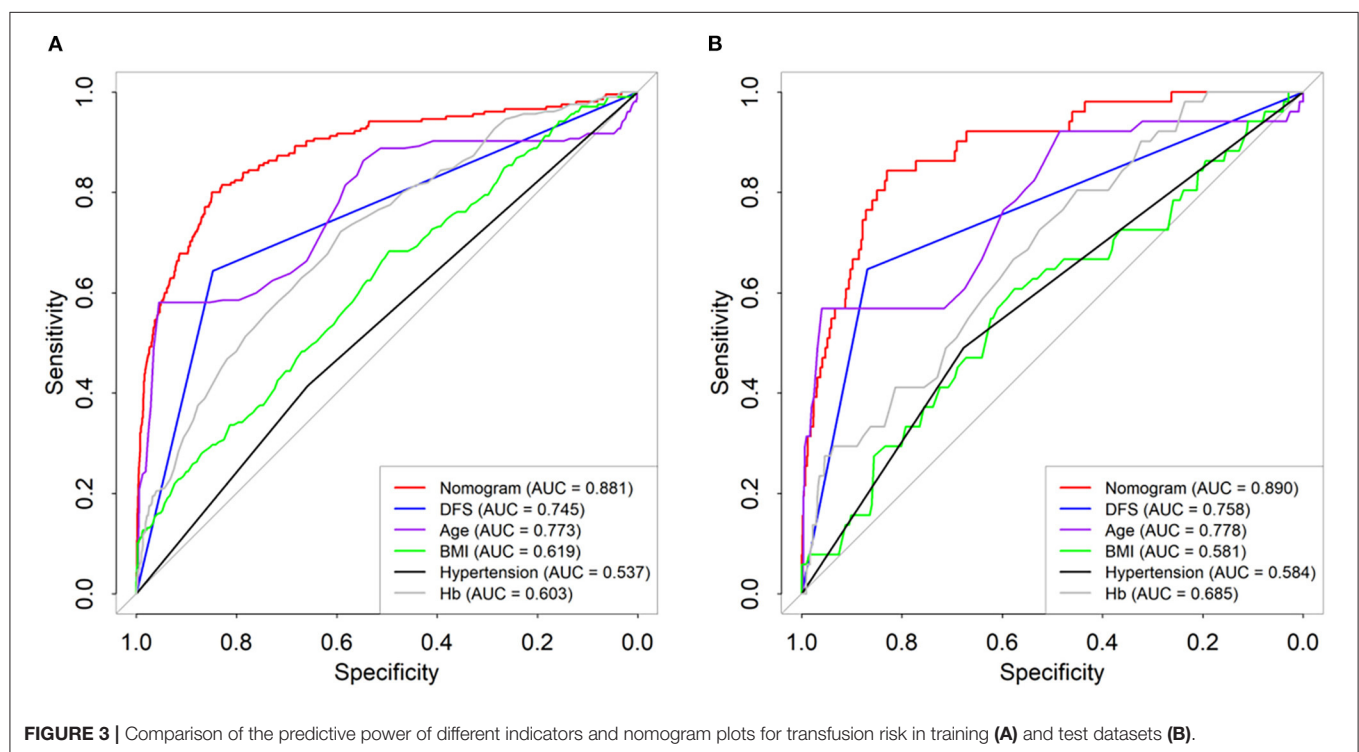 A
1.0
0.8
0.6
0.4
0.2
0.0
Sensitivity
Nomogram (AUC = 0.881)
DFS (AUC = 0.745)
Age (AUC = 0.773)
BMI (AUC = 0.619)
Hypertension (AUC = 0.537)
Hb (AUC = 0.603)
1.0 0.8 0.6 0.4 0.2 0.0
Specificity
B
1.0
0.8
0.6
0.4
0.2
0.0
Sensitivity
Nomogram (AUC = 0.890)
DFS (AUC = 0.758)
Age (AUC = 0.778)
BMI (AUC = 0.581)
Hypertension (AUC = 0.584)
Hb (AUC = 0.685)
1.0 0.8 0.6 0.4 0.2 0.0
Specificity
FIGURE 3 | Comparison of the predictive power of different indicators and nomogram plots for transfusion risk in training (A) and test datasets (B).